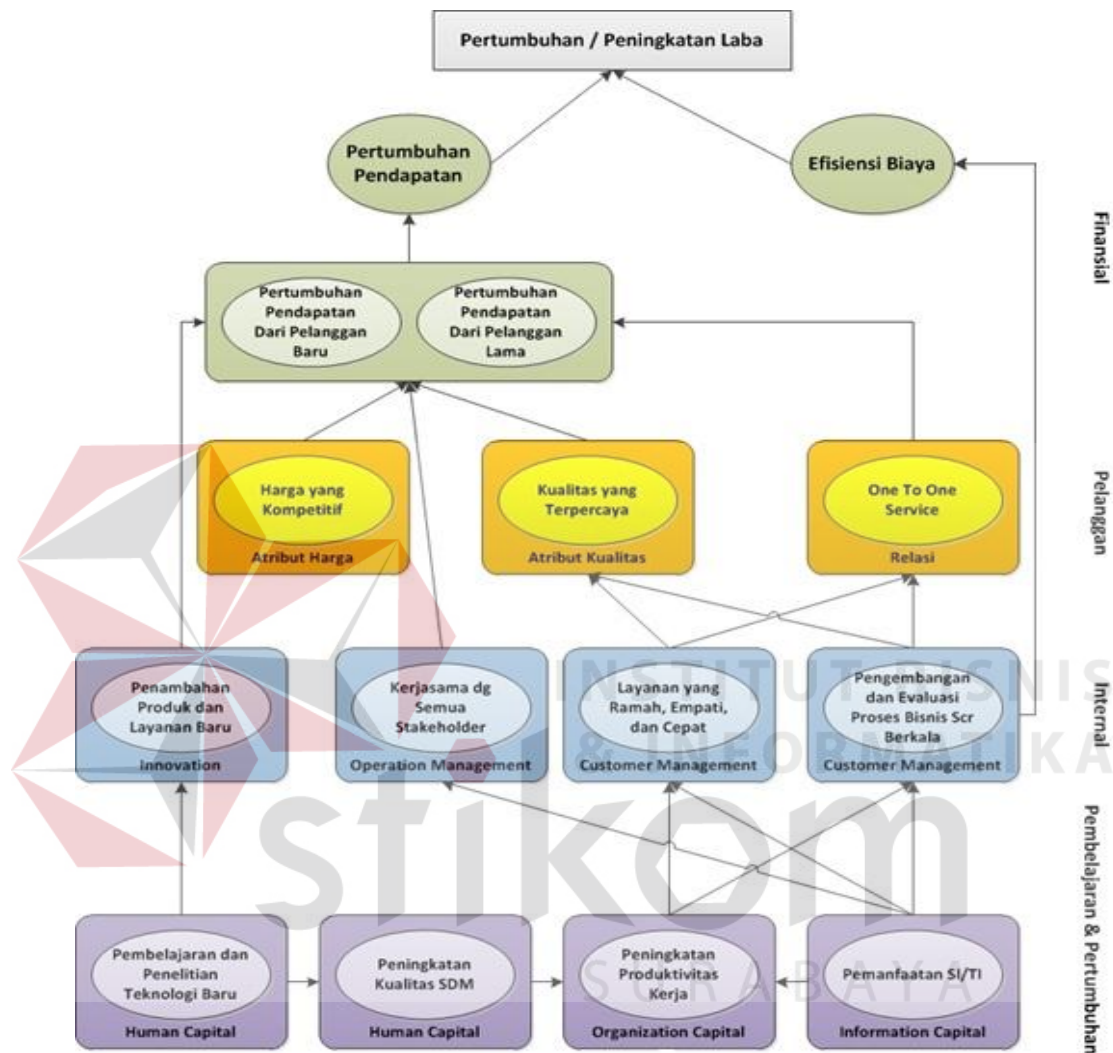 Pertumbuhan / Peningkatan Laba
Pertumbuhan
Pendapatan
Efisiensi Biaya
Finansial
Pertumbuhan
Pendapatan
Dari Pelanggan
Baru
Pertumbuhan
Pendapatan
Dari Pelanggan
Lama
Harga yang
Kompetitif
Atribut Harga
Kualitas yang
Terpercaya
Atribut Kualitas
One To One
Service
Relasi
Pelanggan
Penambahan
Produk dan
Layanan Baru
Innovation
Kerjasama dg
Semua
Stakeholder
Operation Management
Layanan yang
Ramah, Empati,
dan Cepat
Customer Management
Pengembangan
dan Evaluasi
Proses Bisnis Scr
Berkala
Customer Management
Internal
INSTITUT BISNIS
& INFORMATIKA
stikom
SURABAYA
Pembelajaran dan
Penelitian
Teknologi Baru
Human Capital
Peningkatan
Kualitas SDM
Human Capital
Peningkatan
Produktivitas
Kerja
Organization Capital
Pemanfaatan SI/TI
Information Capital
Pembelajaran & Pertumbuhan